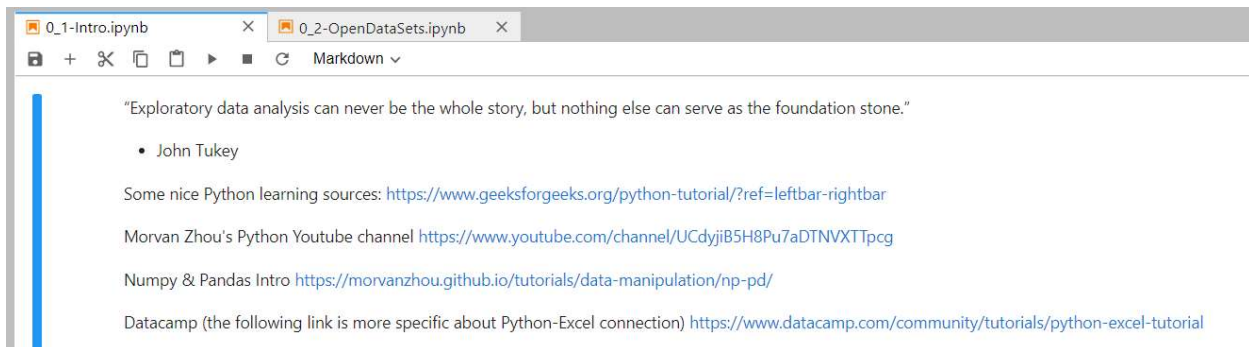 0_1-Intro.ipynb
0_2-OpenDataSets.ipynb
Markdown
"Exploratory data analysis can never be the whole story, but nothing else can serve as the foundation stone."
• John Tukey
Some nice Python learning sources: https://www.geeksforgeeks.org/python-tutorial/?ref=leftbar-rightbar
Morvan Zhou's Python Youtube channel https://www.youtube.com/channel/UCdyjiB5H8Pu7aDTNVXTTpcg
Numpy & Pandas Intro https://morvanzhou.github.io/tutorials/data-manipulation/np-pd/
Datacamp (the following link is more specific about Python-Excel connection) https://www.datacamp.com/community/tutorials/python-excel-tutorial